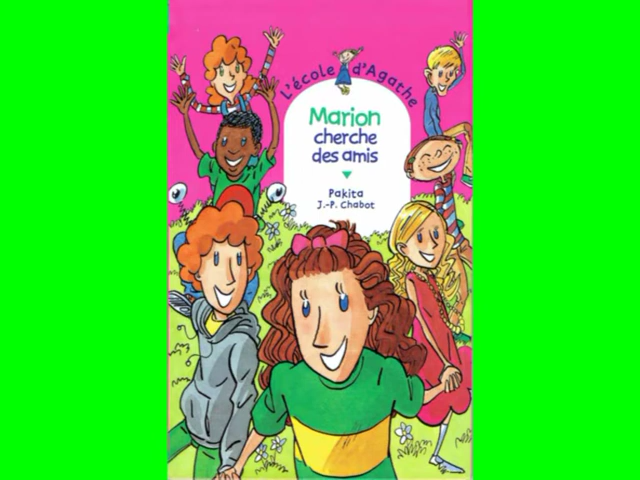 L'école d'Agathe
Marion
cherche
des amis
Pakita
J.-P. Chabot